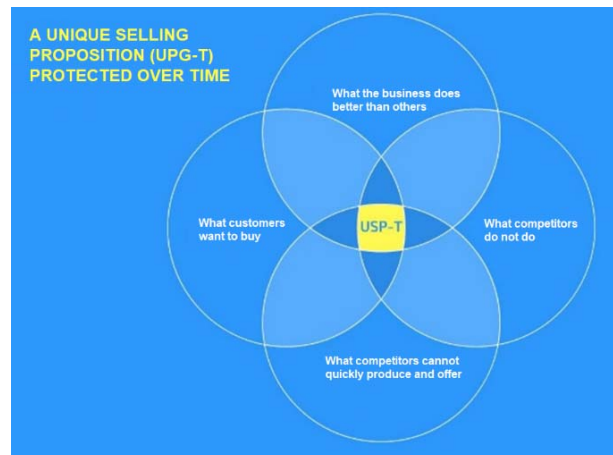 A UNIQUE SELLING
PROPOSITION (UPG-T)
PROTECTED OVER TIME
What the business does
better than others
What customers
want to buy
USP-T
What competitors
do not do
What competitors cannot
quickly produce and offer